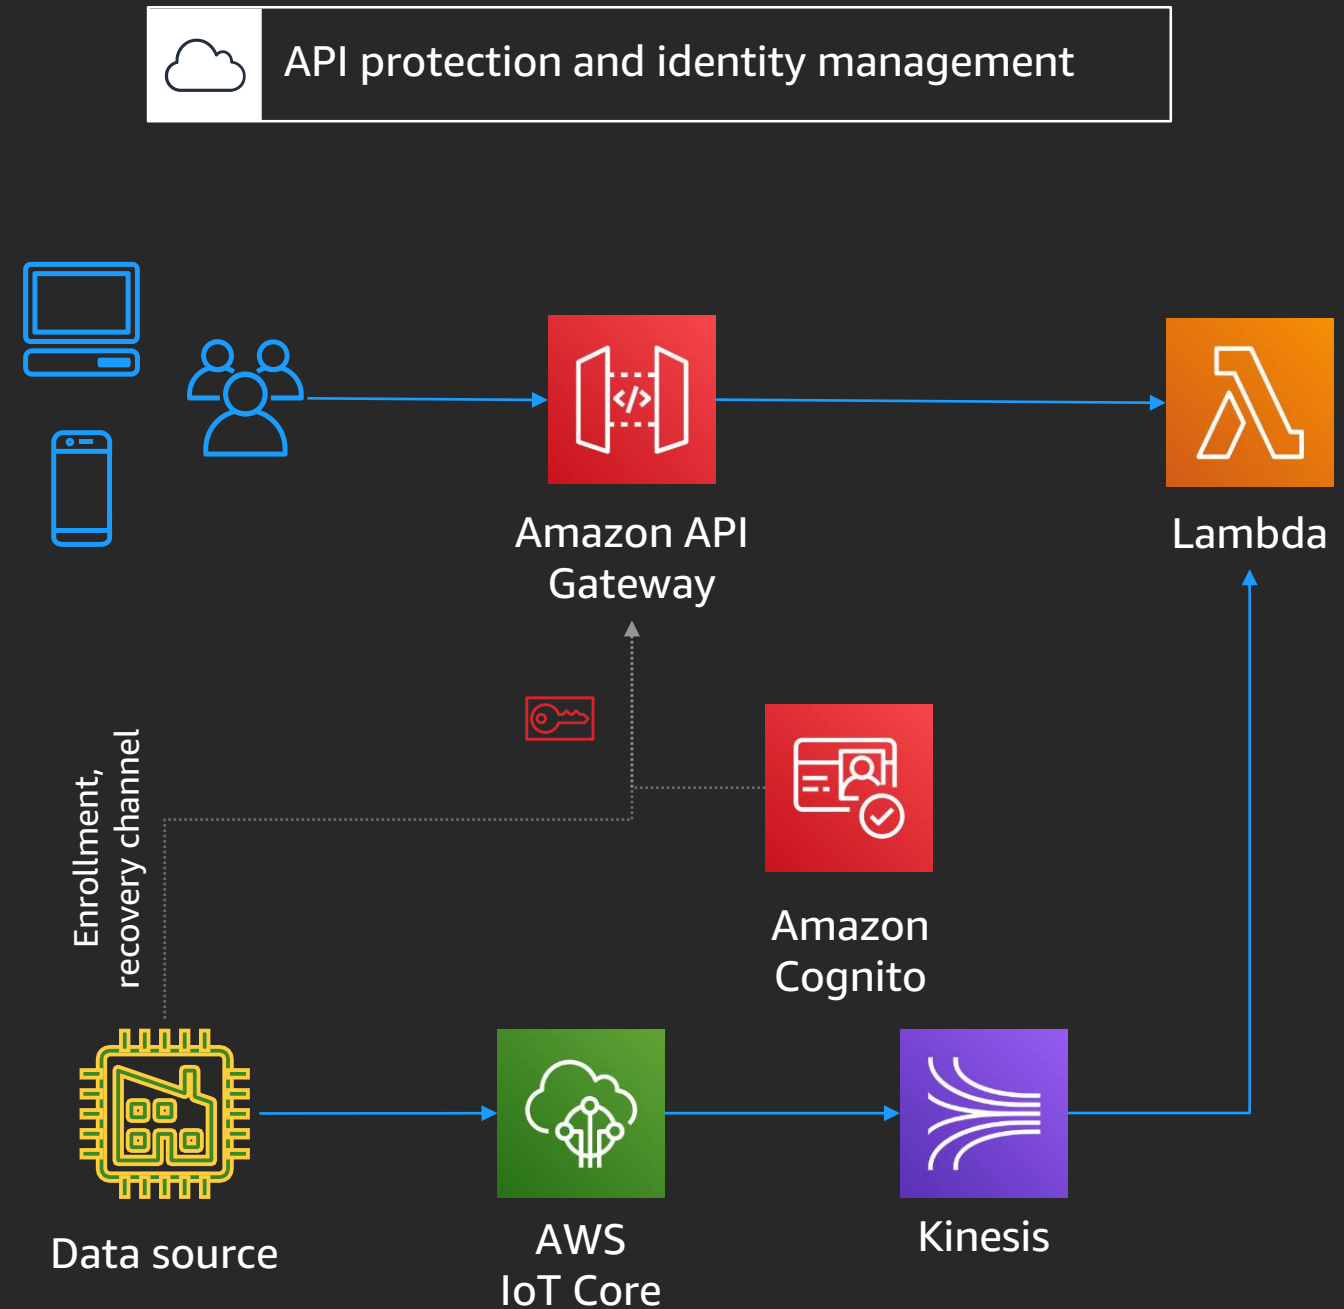 API protection and identity management
</>
Amazon API
Gateway
Lambda
Enrollment,
recovery channel
Amazon
Cognito
Data source
AWS
IoT Core
Kinesis